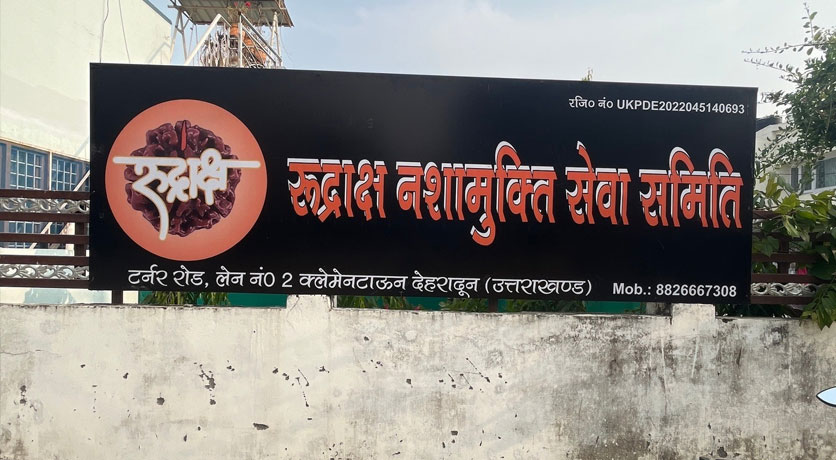 रजि० नं० UKPDE2022045140693
रुद्राक्ष
रुद्राक्ष नशामुक्ति सेवा समिति
टर्नर रोड, लेन नं0 2 क्लेमेनटाऊन देहरादून (उत्तराखण्ड) Mob.: 8826667308